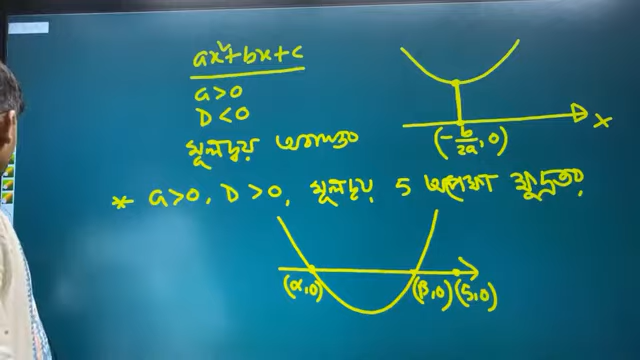 ax²+bx+c
a>0
D<0
মূলদ্বয় অবাস্তব
x
(-b/2a, 0)
* a>0, D>0, মূলদ্বয় 5 অপেক্ষা ক্ষুদ্রতর,
(α,0) (β,0) (5,0)